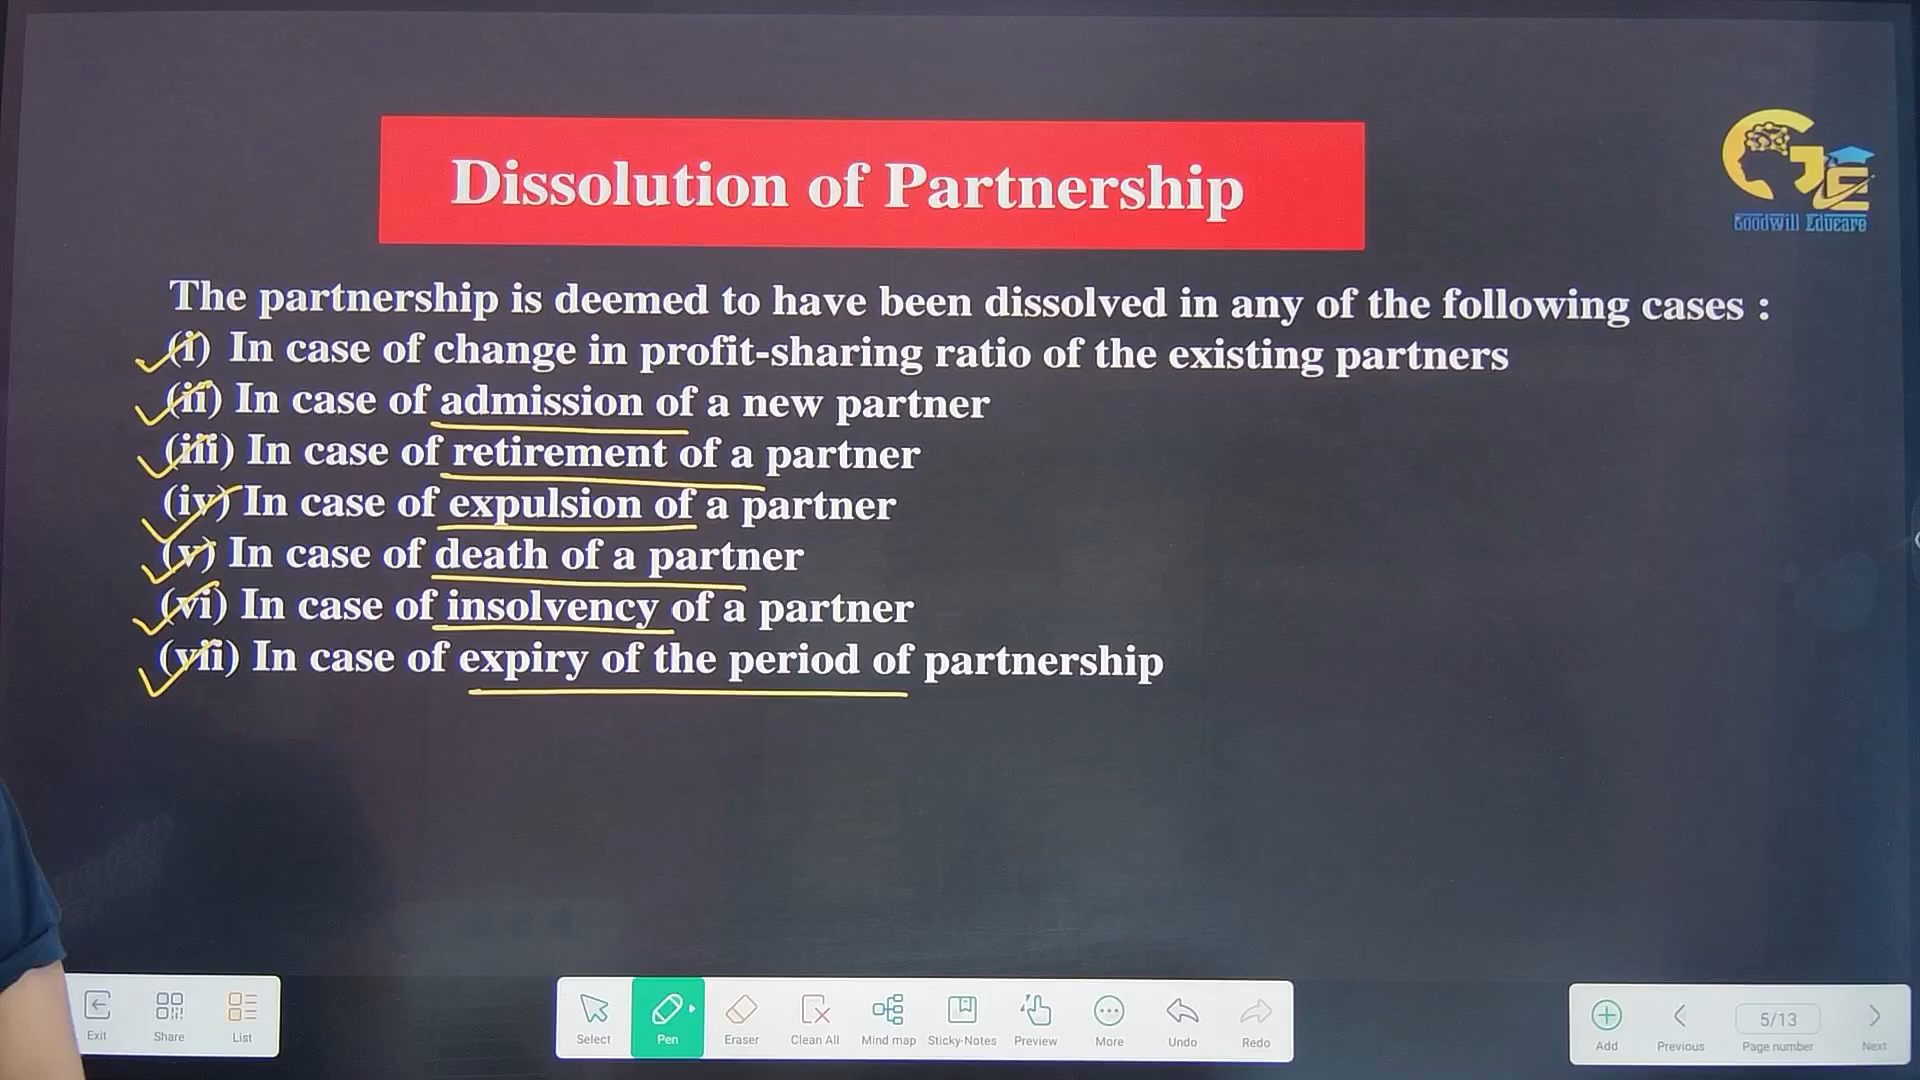 Dissolution of Partnership
Goodwill Educare
The partnership is deemed to have been dissolved in any of the following cases :
(i) In case of change in profit-sharing ratio of the existing partners
(ii) In case of admission of a new partner
(iii) In case of retirement of a partner
(iv) In case of expulsion of a partner
(v) In case of death of a partner
(vi) In case of insolvency of a partner
(vii) In case of expiry of the period of partnership
Exit Share List
Select Pen Eraser Clean All Mind map Sticky-Notes Preview More Undo Redo
5/13
Add Previous Page number Next